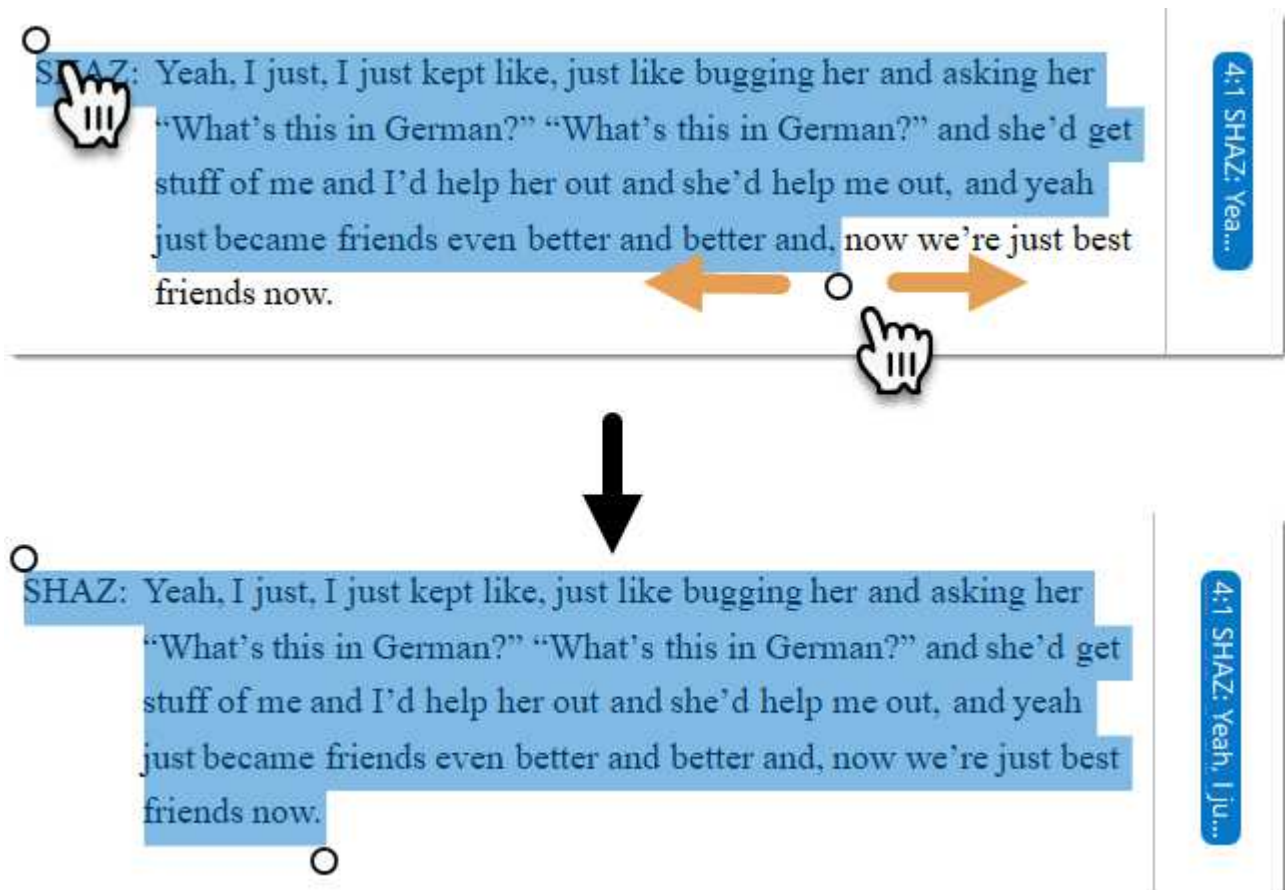 SHAZ: Yeah, I just, I just kept like, just like bugging her and asking her
“What’s this in German?” “What’s this in German?” and she’d get
stuff of me and I’d help her out and she’d help me out, and yeah
just became friends even better and better and, now we’re just best
friends now.
4:1 SHAZ: Yea...
SHAZ: Yeah, I just, I just kept like, just like bugging her and asking her
“What’s this in German?” “What’s this in German?” and she’d get
stuff of me and I’d help her out and she’d help me out, and yeah
just became friends even better and better and, now we’re just best
friends now.
4:1 SHAZ: Yeah, I ju...